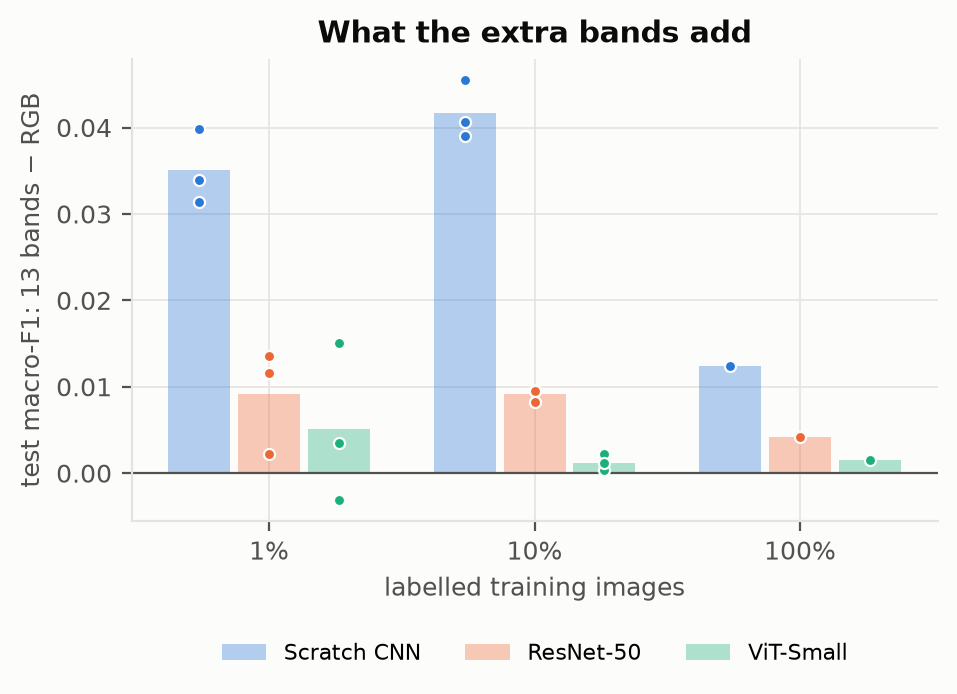 What the extra bands add
test macro-F1: 13 bands − RGB
0.04
0.03
0.02
0.01
0.00
1% 10% 100%
labelled training images
Scratch CNN ResNet-50 ViT-Small